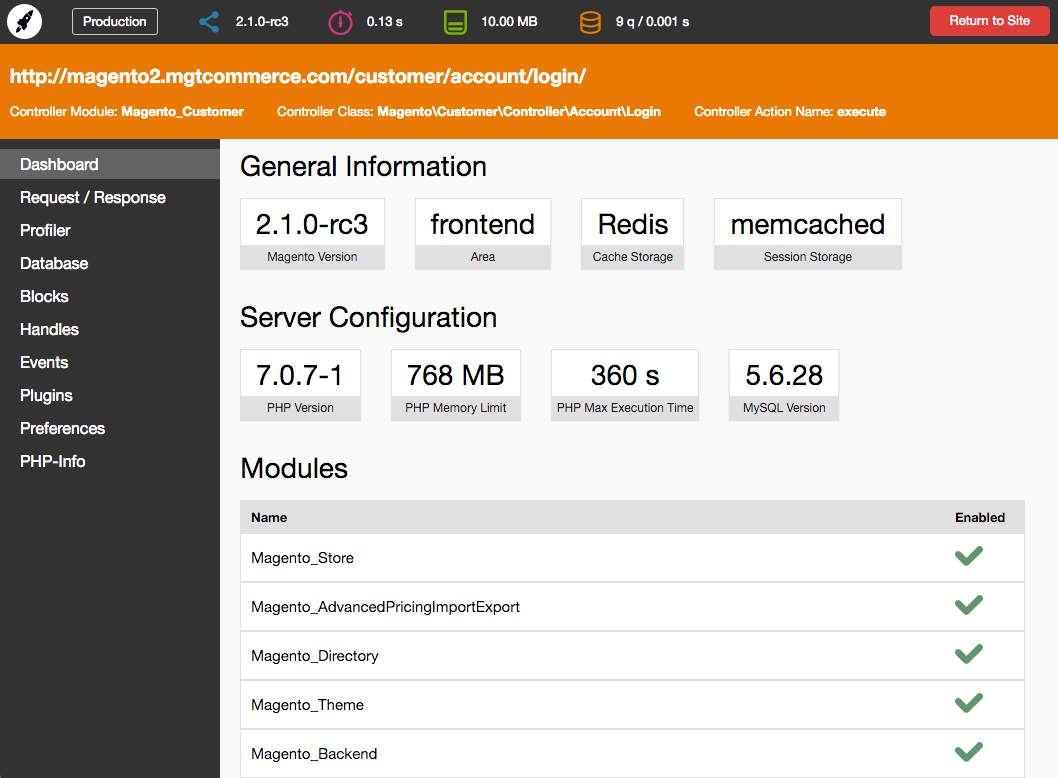 Production 2.1.0-rc3 0.13 s 10.00 MB 9 q / 0.001 s Return to Site
http://magento2.mgtcommerce.com/customer/account/login/
Controller Module: Magento_Customer Controller Class: Magento\Customer\Controller\Account\Login Controller Action Name: execute
Dashboard
Request / Response
Profiler
Database
Blocks
Handles
Events
Plugins
Preferences
PHP-Info
General Information
2.1.0-rc3 frontend Redis memcached
Magento Version Area Cache Storage Session Storage
Server Configuration
7.0.7-1 768 MB 360 s 5.6.28
PHP Version PHP Memory Limit PHP Max Execution Time MySQL Version
Modules
Name Enabled
Magento_Store
Magento_AdvancedPricingImportExport
Magento_Directory
Magento_Theme
Magento_Backend